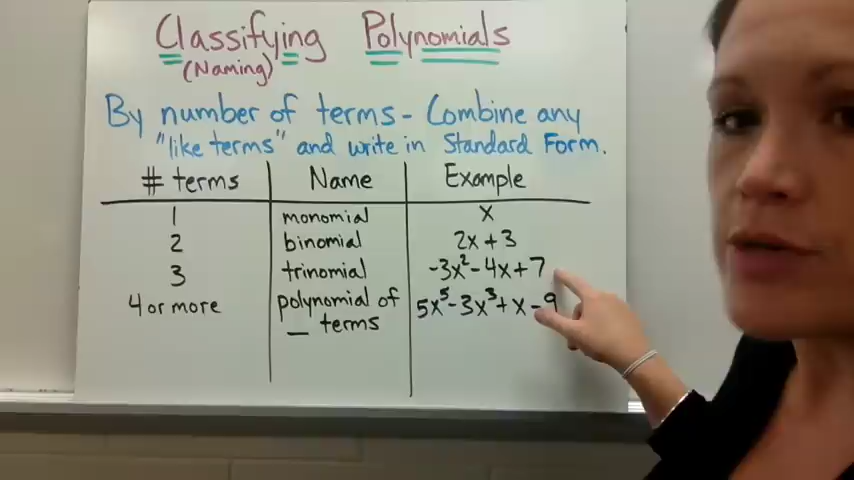 Classifying Polynomials
(Naming)
By number of terms - Combine any
"like terms" and write in Standard Form.
# terms Name Example
1 monomial x
2 binomial 2x + 3
3 trinomial -3x² - 4x + 7
4 or more polynomial of 5x⁵ - 3x³ + x - 9
_ terms